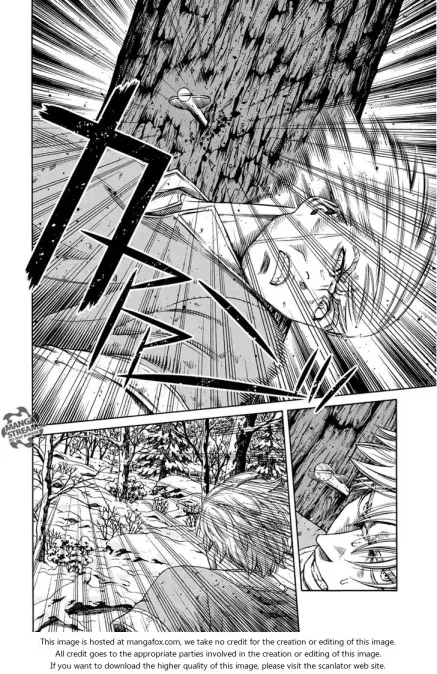 カッ
MANGA
STREAM
This image is hosted at mangafox.com, we take no credit for the creation or editing of this image.
All credit goes to the appropriate parties involved in the creation or editing of this image.
If you want to download the higher quality of this image, please visit the scanlator web site.